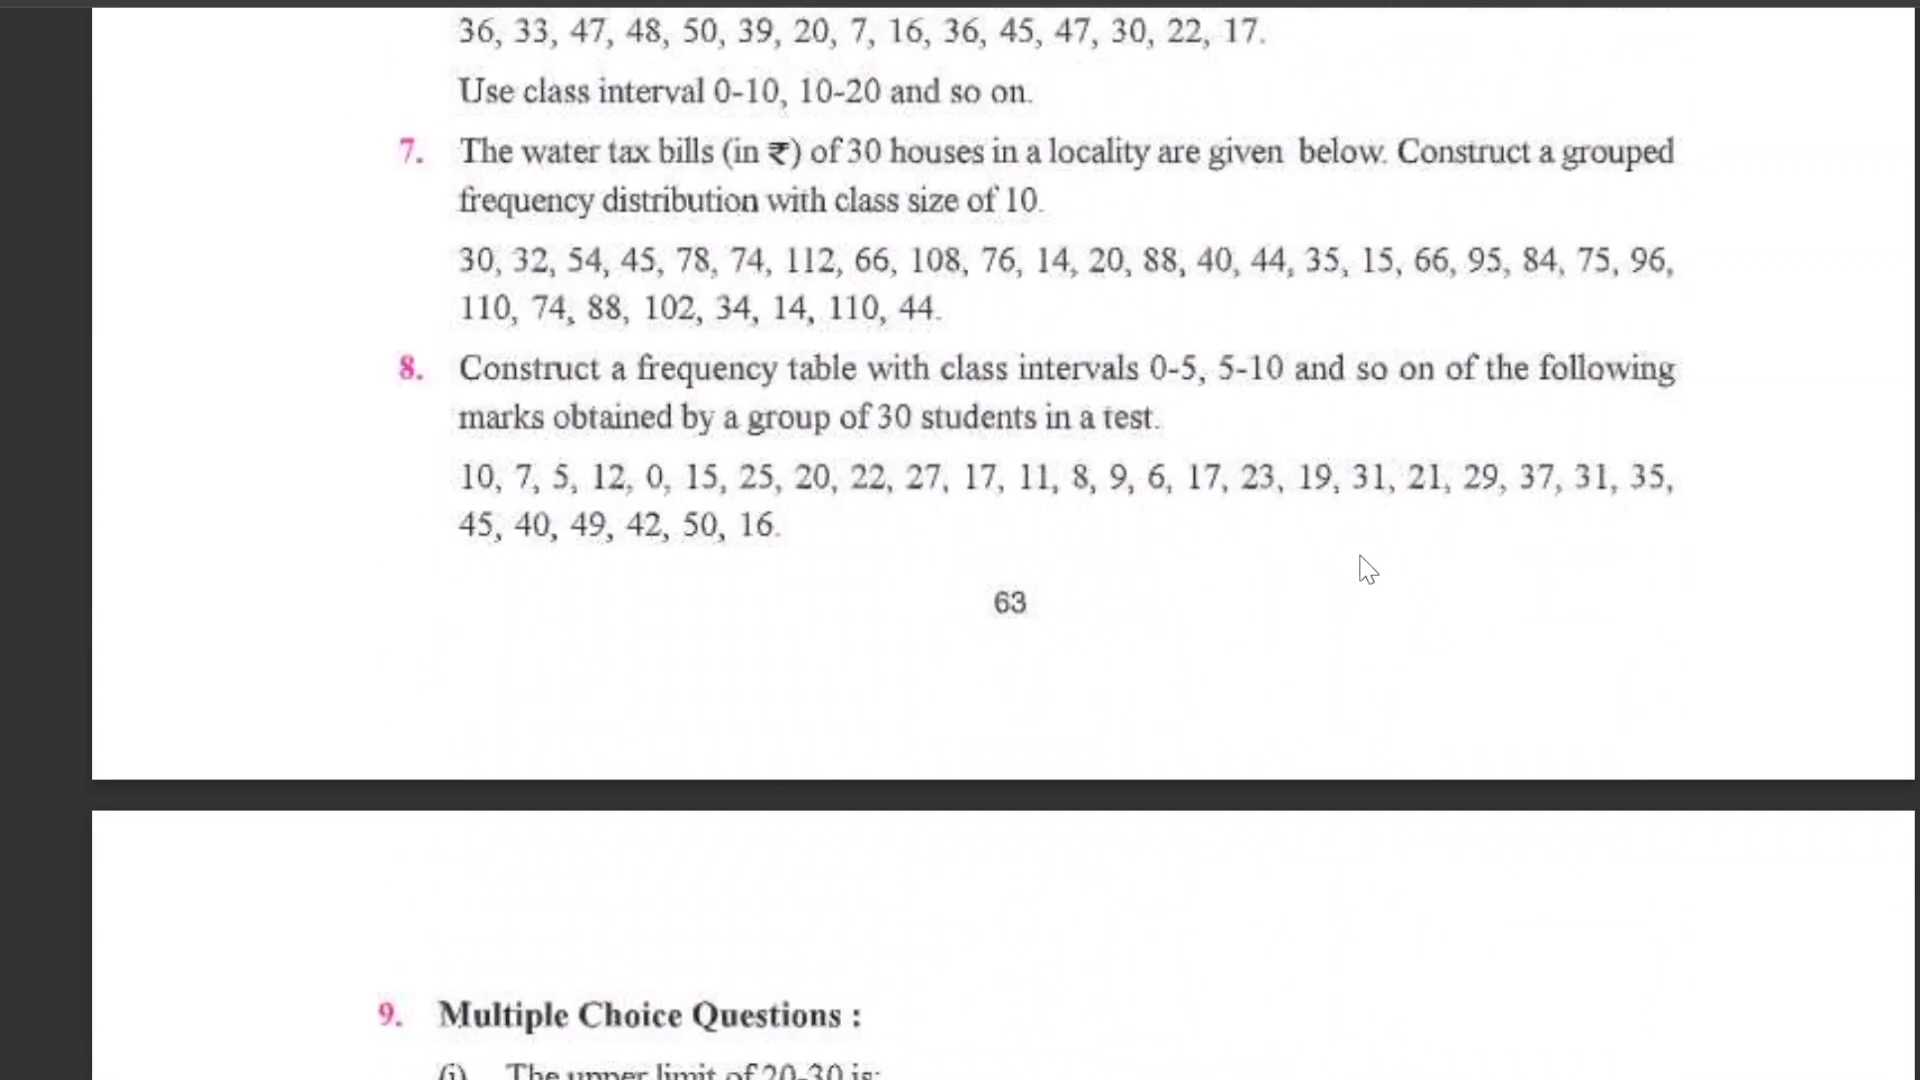 36, 33, 47, 48, 50, 39, 20, 7, 16, 36, 45, 47, 30, 22, 17.
Use class interval 0-10, 10-20 and so on.
7. The water tax bills (in ₹) of 30 houses in a locality are given below. Construct a grouped
frequency distribution with class size of 10.
30, 32, 54, 45, 78, 74, 112, 66, 108, 76, 14, 20, 88, 40, 44, 35, 15, 66, 95, 84, 75, 96,
110, 74, 88, 102, 34, 14, 110, 44.
8. Construct a frequency table with class intervals 0-5, 5-10 and so on of the following
marks obtained by a group of 30 students in a test.
10, 7, 5, 12, 0, 15, 25, 20, 22, 27, 17, 11, 8, 9, 6, 17, 23, 19, 31, 21, 29, 37, 31, 35,
45, 40, 49, 42, 50, 16.
63
9. Multiple Choice Questions :
(i) The upper limit of 20-30 is: